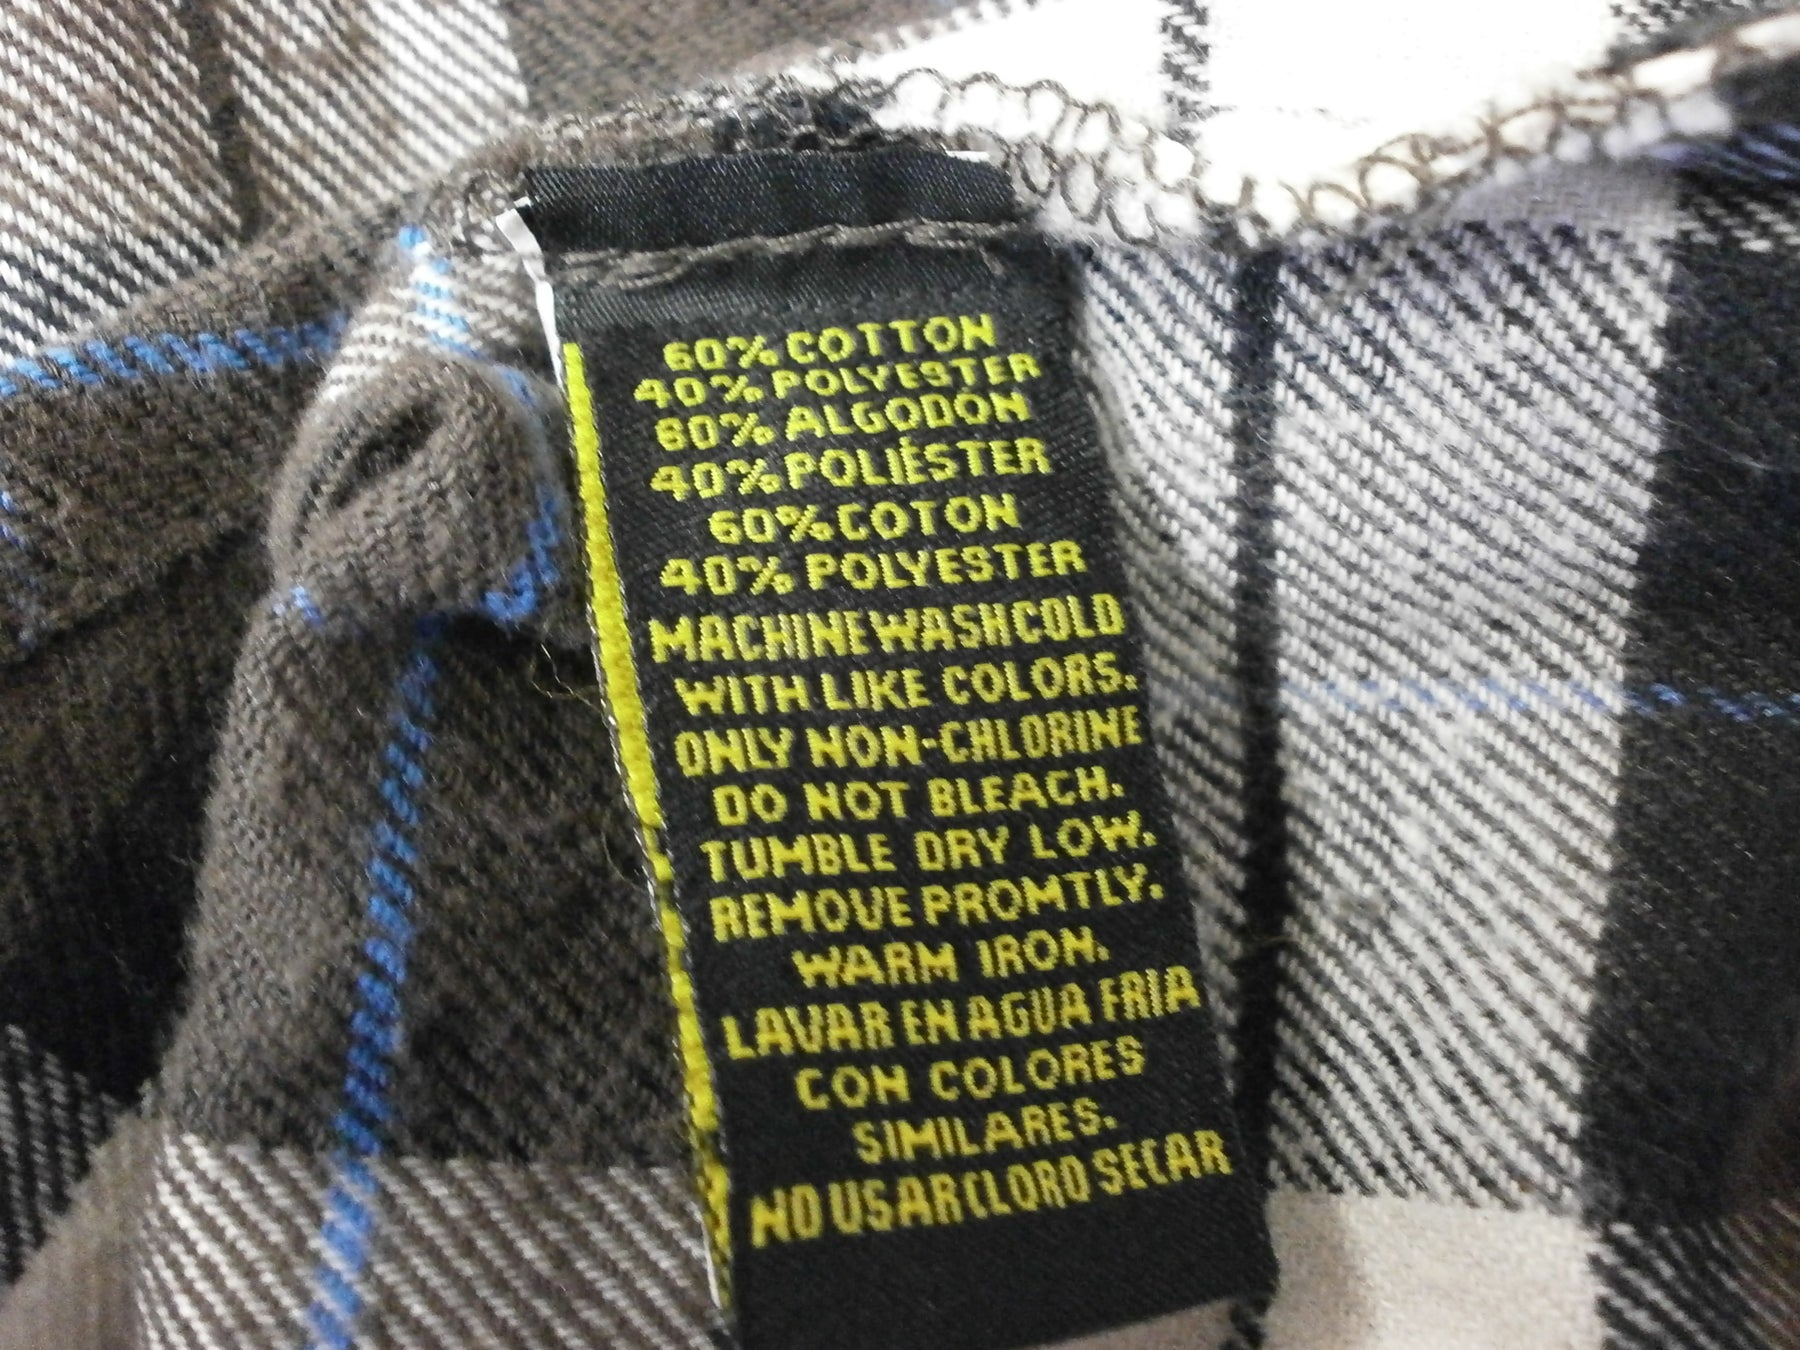 60% COTTON
40% POLYESTER
60% ALGODÓN
40% POLIÉSTER
60% COTON
40% POLYESTER
MACHINE WASH COLD
WITH LIKE COLORS.
ONLY NON-CHLORINE
DO NOT BLEACH.
TUMBLE DRY LOW.
REMOVE PROMTLY.
WARM IRON.
LAVAR EN AGUA FRIA
CON COLORES
SIMILARES.
NO USAR CLORO SECAR